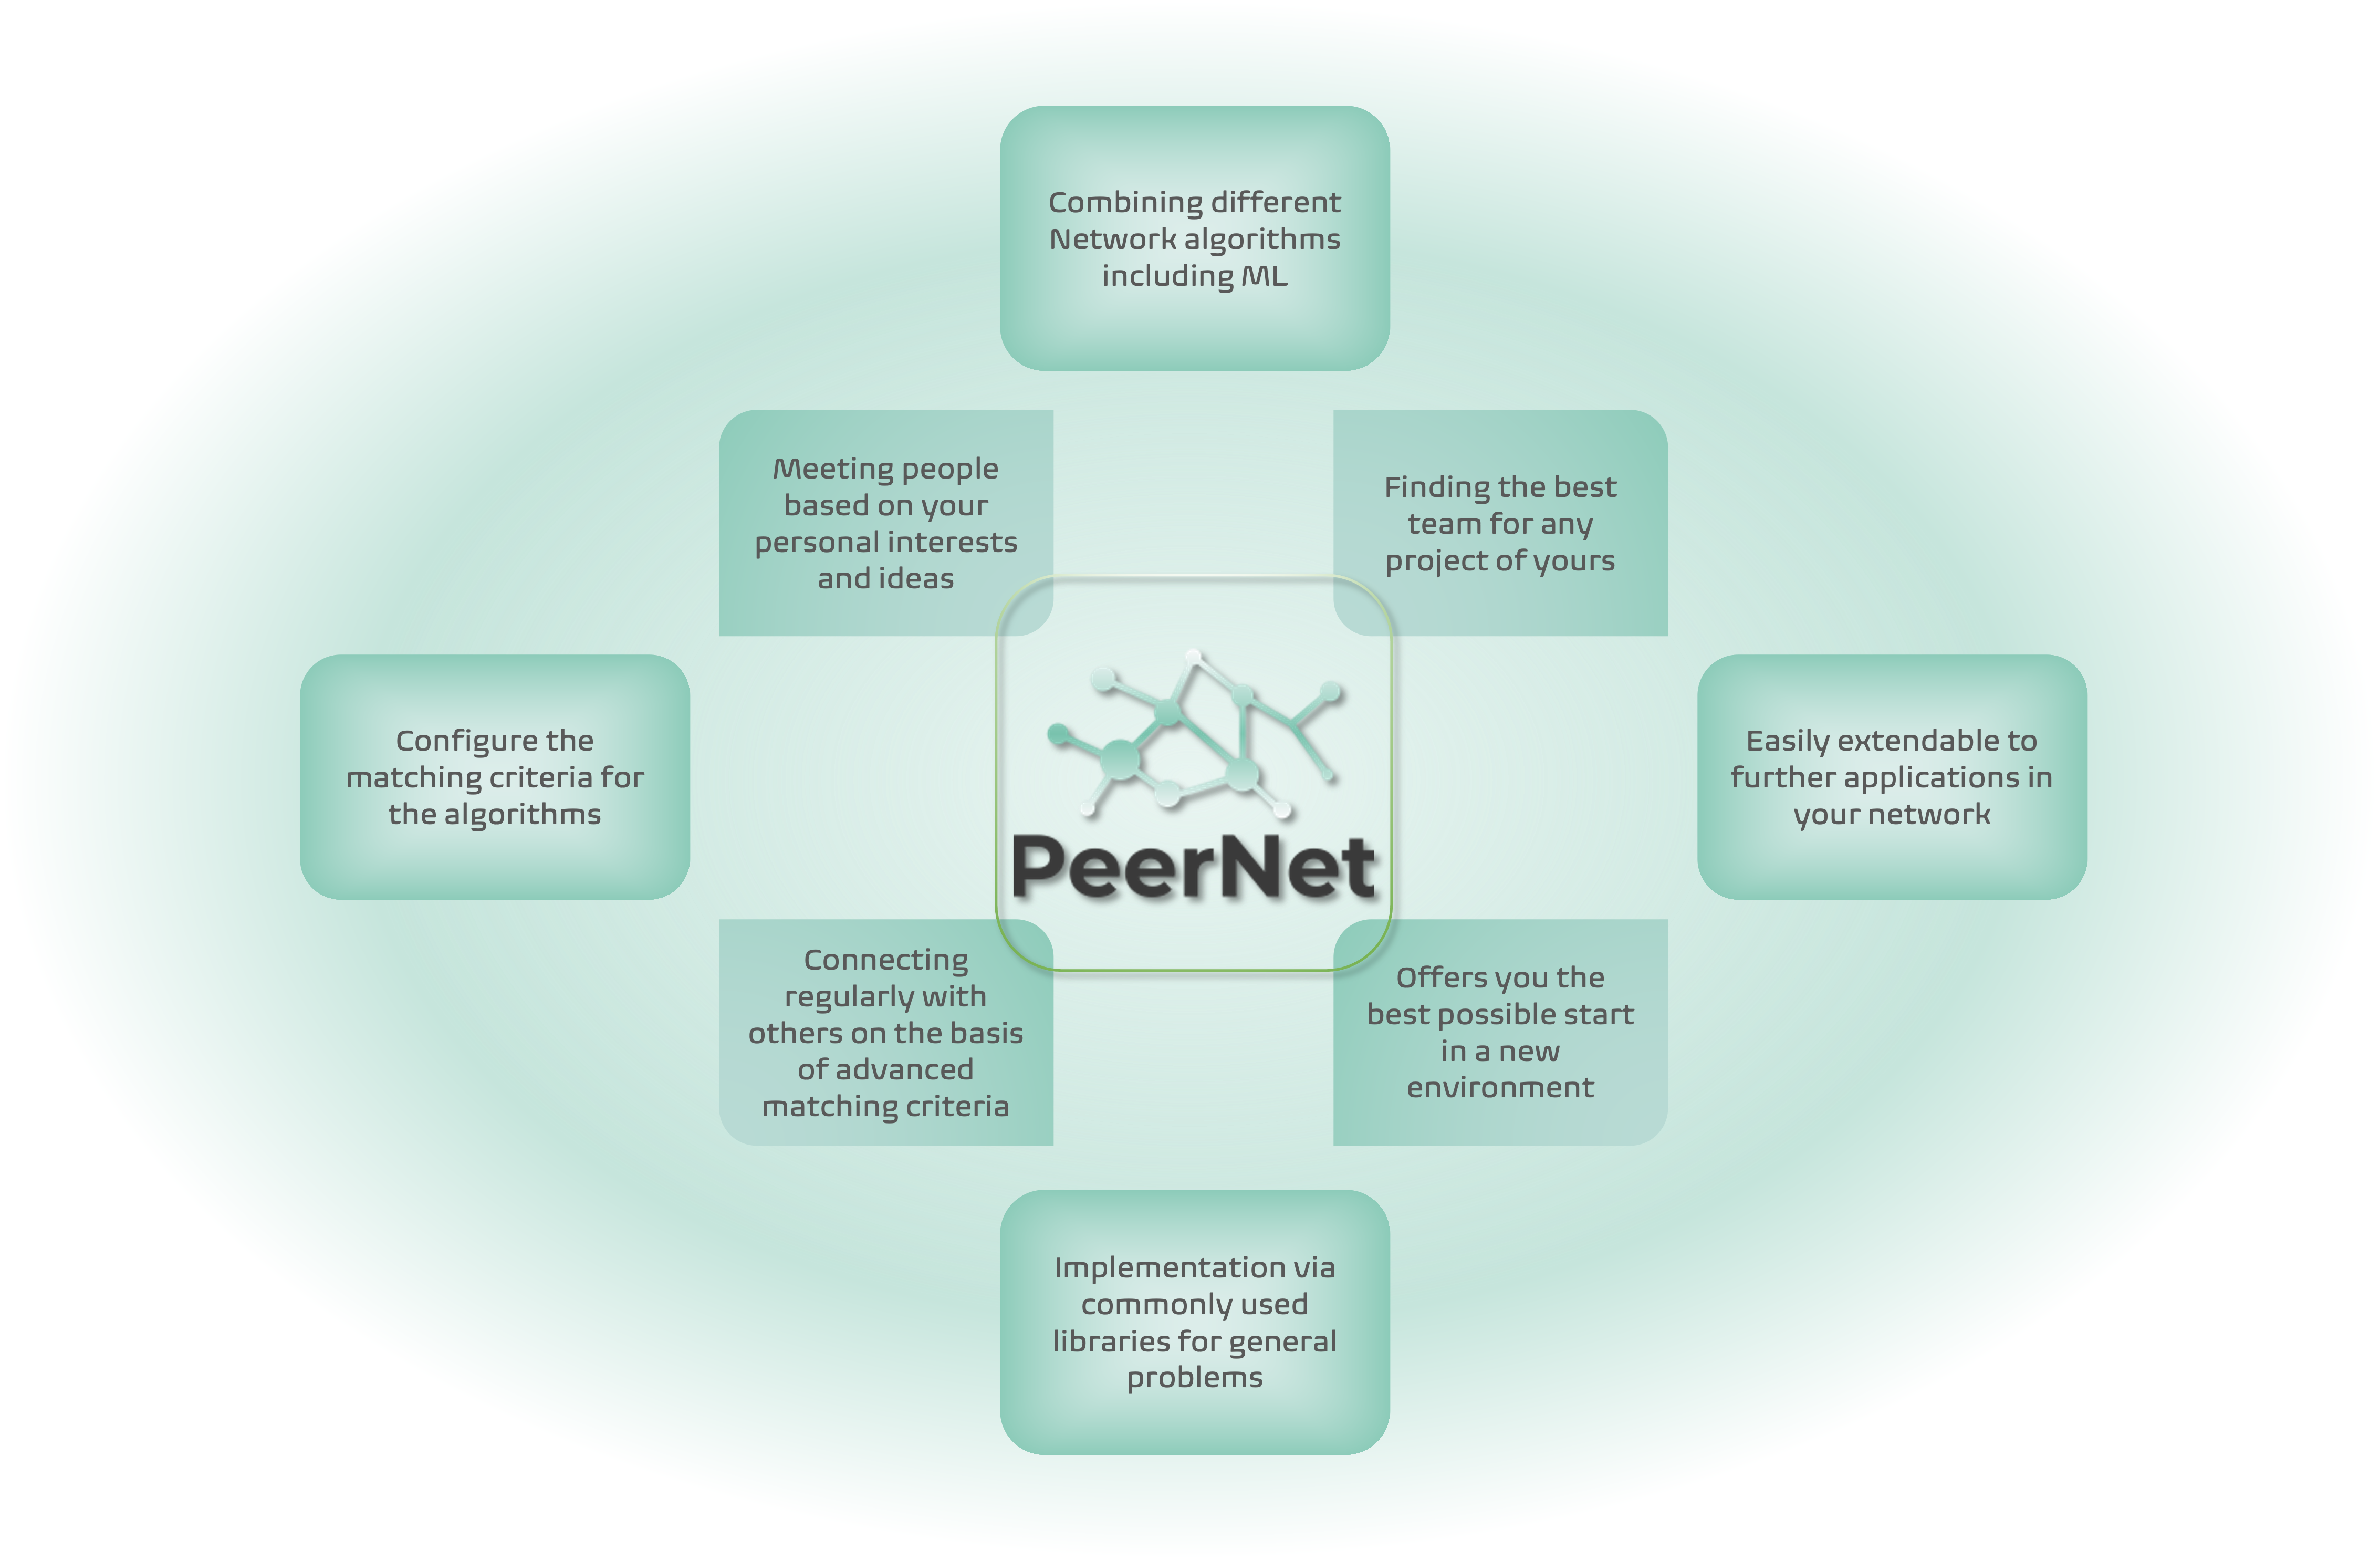 Combining different
Network algorithms
including ML
Meeting people
based on your
personal interests
and ideas
Finding the best
team for any
project of yours
Configure the
matching criteria for
the algorithms
PeerNet
Easily extendable to
further applications in
your network
Connecting
regularly with
others on the basis
of advanced
matching criteria
Offers you the
best possible start
in a new
environment
Implementation via
commonly used
libraries for general
problems